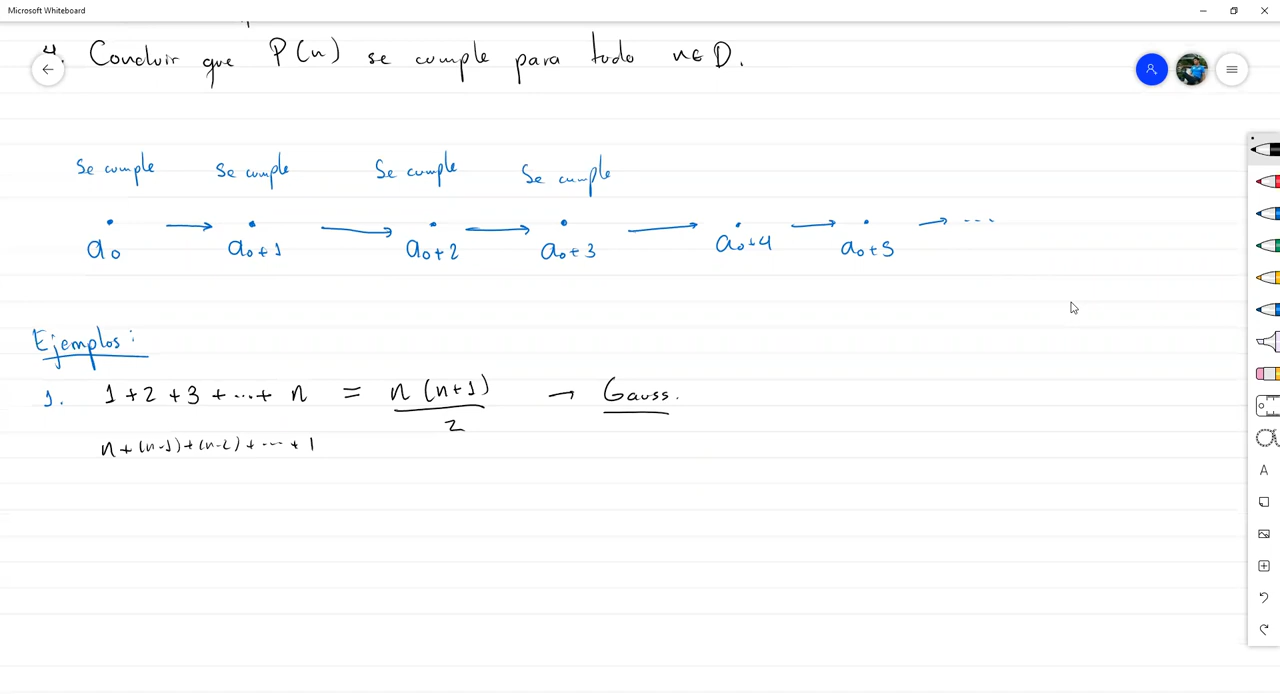 Microsoft Whiteboard
4. Concluir que P(n) se cumple para todo n∈D.
Se cumple Se cumple Se cumple Se cumple
a₀ → a₀+1 → a₀+2 → a₀+3 → a₀+4 → a₀+5 → ...
Ejemplos:
1. 1+2+3+...+ n = n(n+1)/2 → Gauss.
n+(n-1)+(n-2)+...+1
A